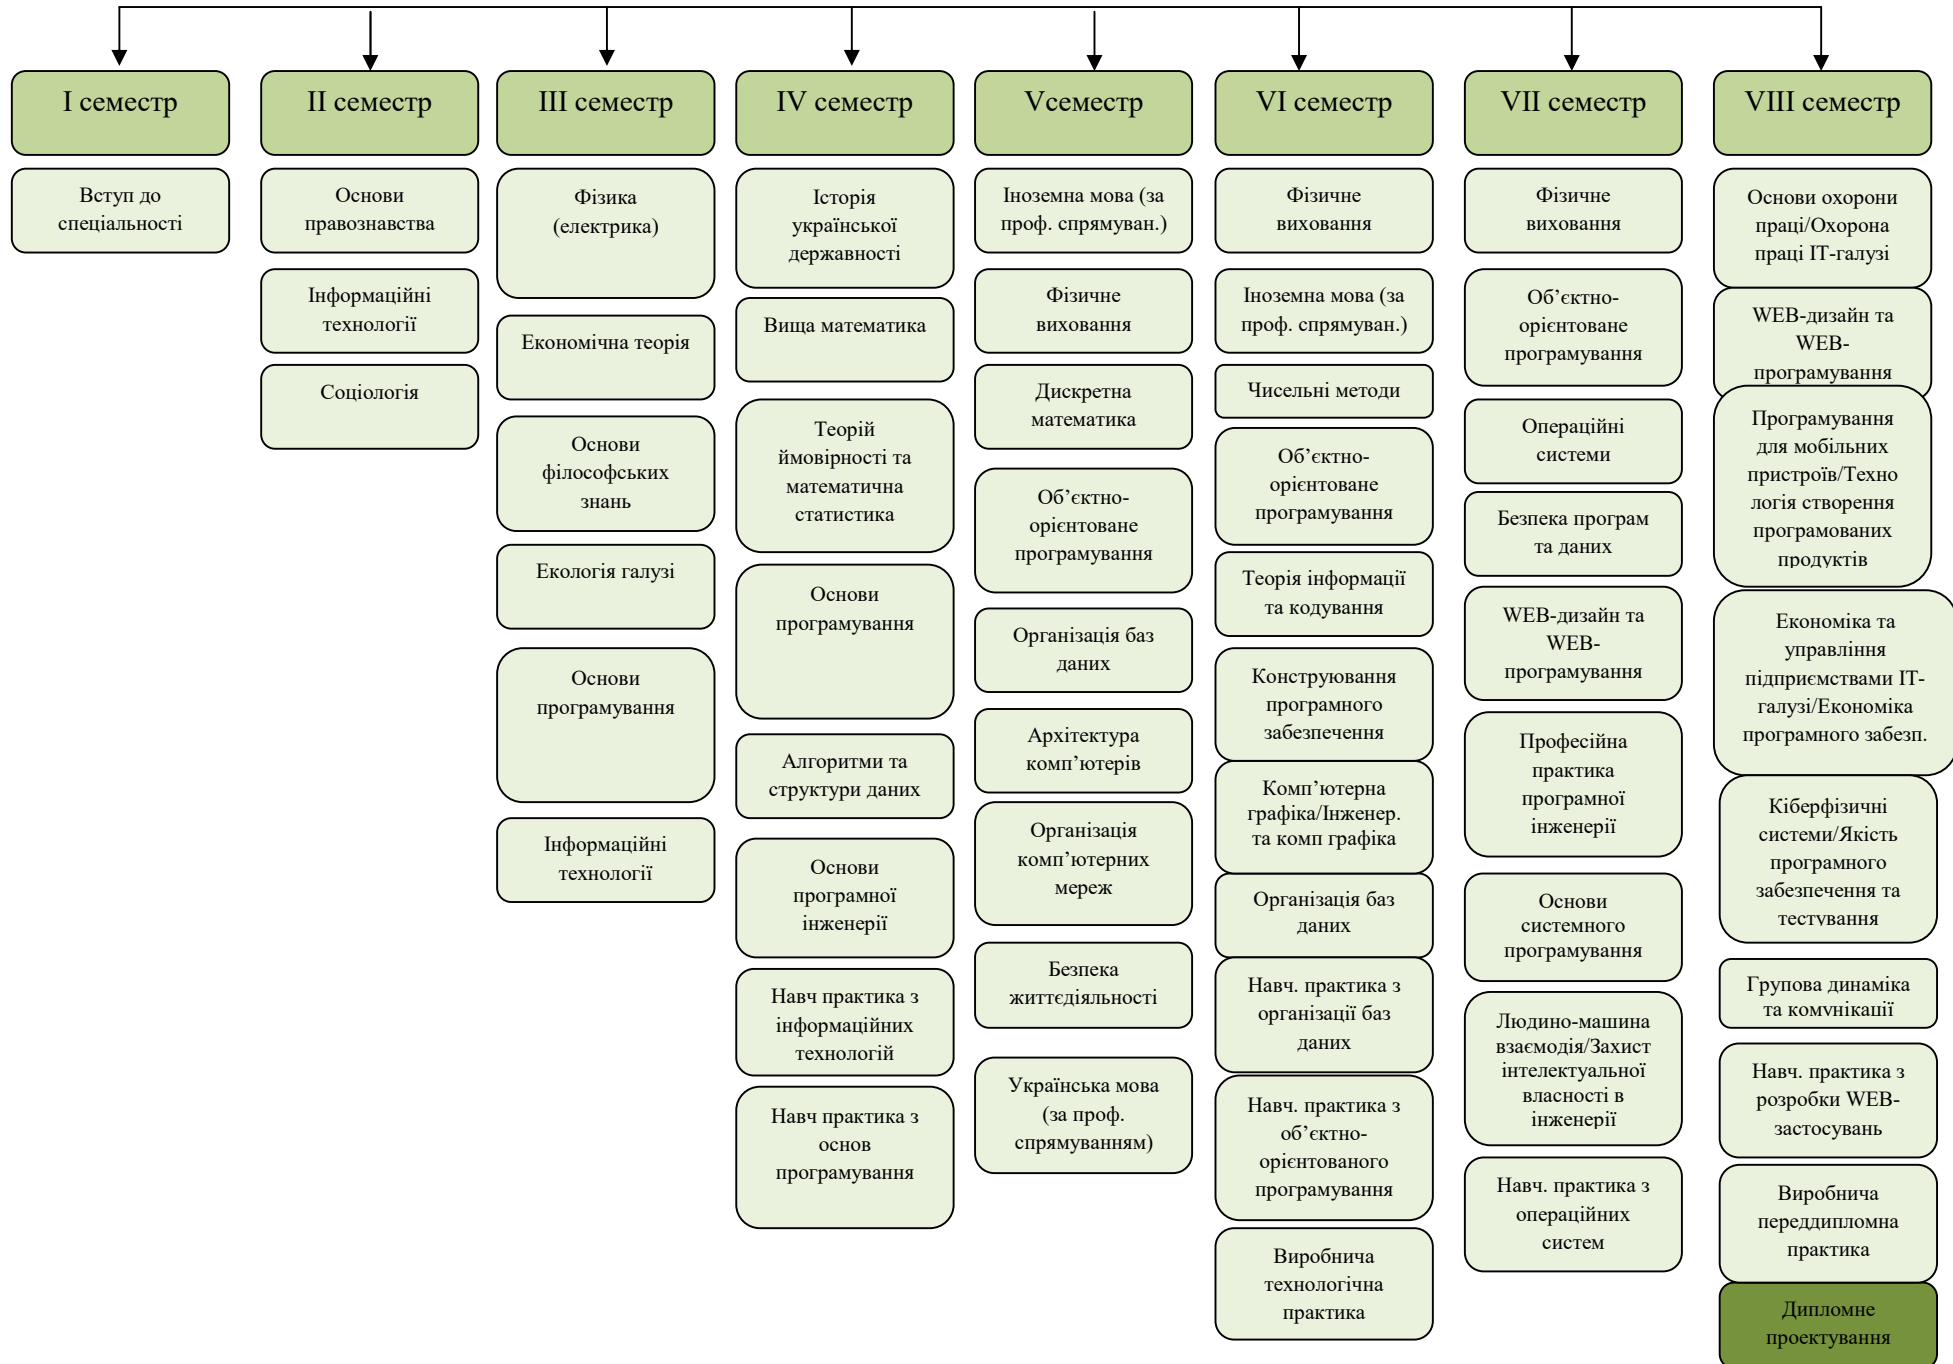 I семестр
Вступ до
спеціальності
II семестр
Основи
правознавства
Інформаційні
технології
Соціологія
III семестр
Фізика
(електрика)
Економічна теорія
Основи
філософських
знань
Екологія галузі
Основи
програмування
Інформаційні
технології
IV семестр
Історія
української
державності
Вища математика
Теорій
ймовірності та
математична
статистика
Основи
програмування
Алгоритми та
структури даних
Основи
програмної
інженерії
Навч практика з
інформаційних
технологій
Навч практика з
основ
програмування
Vсеместр
Іноземна мова (за
проф. спрямуван.)
Фізичне
виховання
Дискретна
математика
Об’єктно-
орієнтоване
програмування
Організація баз
даних
Архітектура
комп’ютерів
Організація
комп’ютерних
мереж
Безпека
життєдіяльності
Українська мова
(за проф.
спрямуванням)
VI семестр
Фізичне
виховання
Іноземна мова (за
проф. спрямуван.)
Чисельні методи
Об’єктно-
орієнтоване
програмування
Теорія інформації
та кодування
Конструювання
програмного
забезпечення
Комп’ютерна
графіка/Інженер.
та комп графіка
Організація баз
даних
Навч. практика з
організації баз
даних
Навч. практика з
об’єктно-
орієнтованого
програмування
Виробнича
технологічна
практика
VII семестр
Фізичне
виховання
Об’єктно-
орієнтоване
програмування
Операційні
системи
Безпека програм
та даних
WEB-дизайн та
WEB-
програмування
Професійна
практика
програмної
інженерії
Основи
системного
програмування
Людино-машина
взаємодія/Захист
інтелектуальної
власності в
інженерії
Навч. практика з
операційних
систем
VIII семестр
Основи охорони
праці/Охорона
праці ІТ-галузі
WEB-дизайн та
WEB-
програмування
Програмування
для мобільних
пристроїв/Техно
логія створення
програмованих
продуктів
Економіка та
управління
підприємствами ІТ-
галузі/Економіка
програмного забезп.
Кіберфізичні
системи/Якість
програмного
забезпечення та
тестування
Групова динаміка
та комунікації
Навч. практика з
розробки WEB-
застосувань
Виробнича
переддипломна
практика
Дипломне
проектування